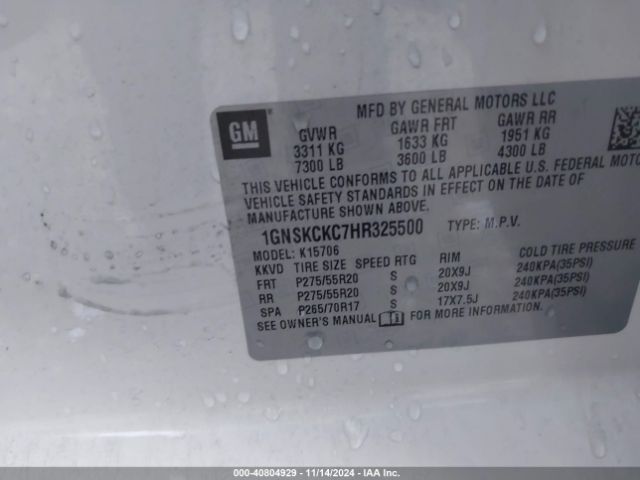 MFD BY GENERAL MOTORS LLC
GM
GVWR GAWR FRT GAWR RR
3311 KG 1633 KG 1951 KG
7300 LB 3600 LB 4300 LB
THIS VEHICLE CONFORMS TO ALL APPLICABLE U.S. FEDERAL MOTO
VEHICLE SAFETY STANDARDS IN EFFECT ON THE DATE OF
MANUFACTURE SHOWN ABOVE.
1GNSKCKC7HR325500 TYPE: M.P.V.
MODEL: K15706
KKVD TIRE SIZE SPEED RTG RIM COLD TIRE PRESSURE
FRT P275/55R20 S 20X9J 240KPA(35PSI)
RR P275/55R20 S 20X9J 240KPA(35PSI)
SPA P265/70R17 S 17X7.5J 240KPA(35PSI)
SEE OWNER'S MANUAL FOR MORE INFORMATION.
000-40804929 - 11/14/2024 - IAA Inc.